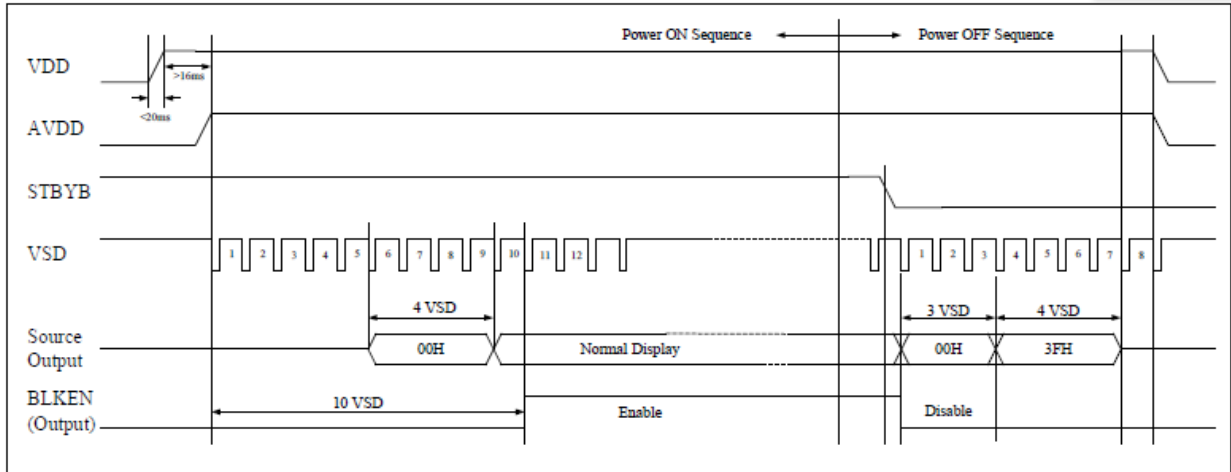 Power ON Sequence Power OFF Sequence
VDD
>16ms
<20ms
AVDD
STBYB
VSD 1 2 3 4 5 6 7 8 9 10 11 12 1 2 3 4 5 6 7 8
4 VSD 3 VSD 4 VSD
Source
Output
00H Normal Display 00H 3FH
BLKEN
(Output)
10 VSD Enable Disable